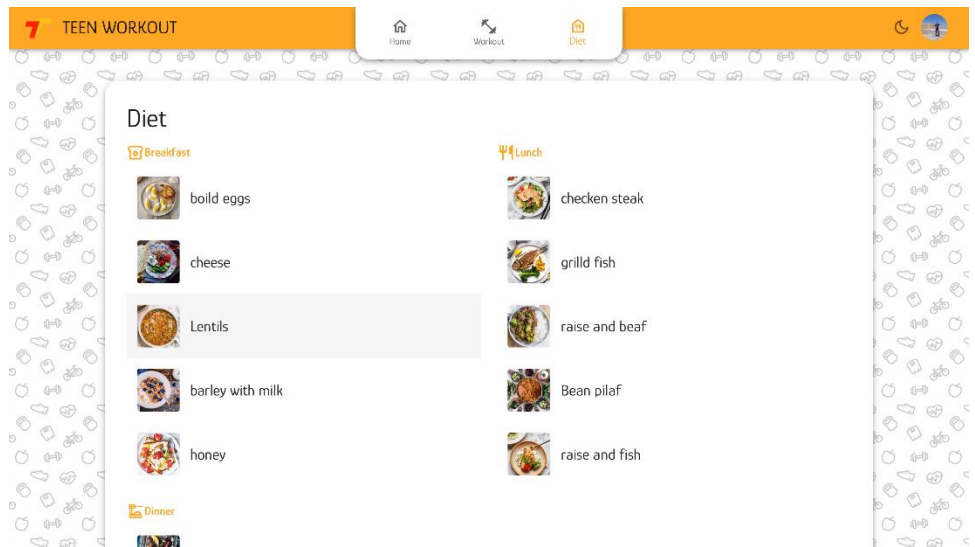 TEEN WORKOUT
Home
Workout
Diet
Diet
Breakfast
boild eggs
cheese
Lentils
barley with milk
honey
Lunch
checken steak
grilld fish
raise and beaf
Bean pilaf
raise and fish
Dinner